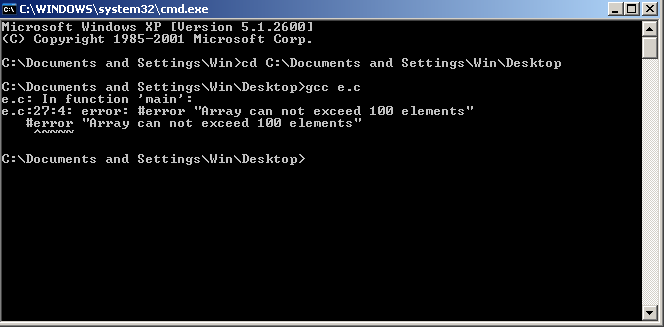 C:\WINDOWS\system32\cmd.exe
Microsoft Windows XP [Version 5.1.2600]
(C) Copyright 1985-2001 Microsoft Corp.
C:\Documents and Settings\Win>cd C:\Documents and Settings\Win\Desktop
C:\Documents and Settings\Win\Desktop>gcc e.c
e.c: In function 'main':
e.c:27:4: error: #error "Array can not exceed 100 elements"
   #error "Array can not exceed 100 elements"
    ^~~~~
C:\Documents and Settings\Win\Desktop>